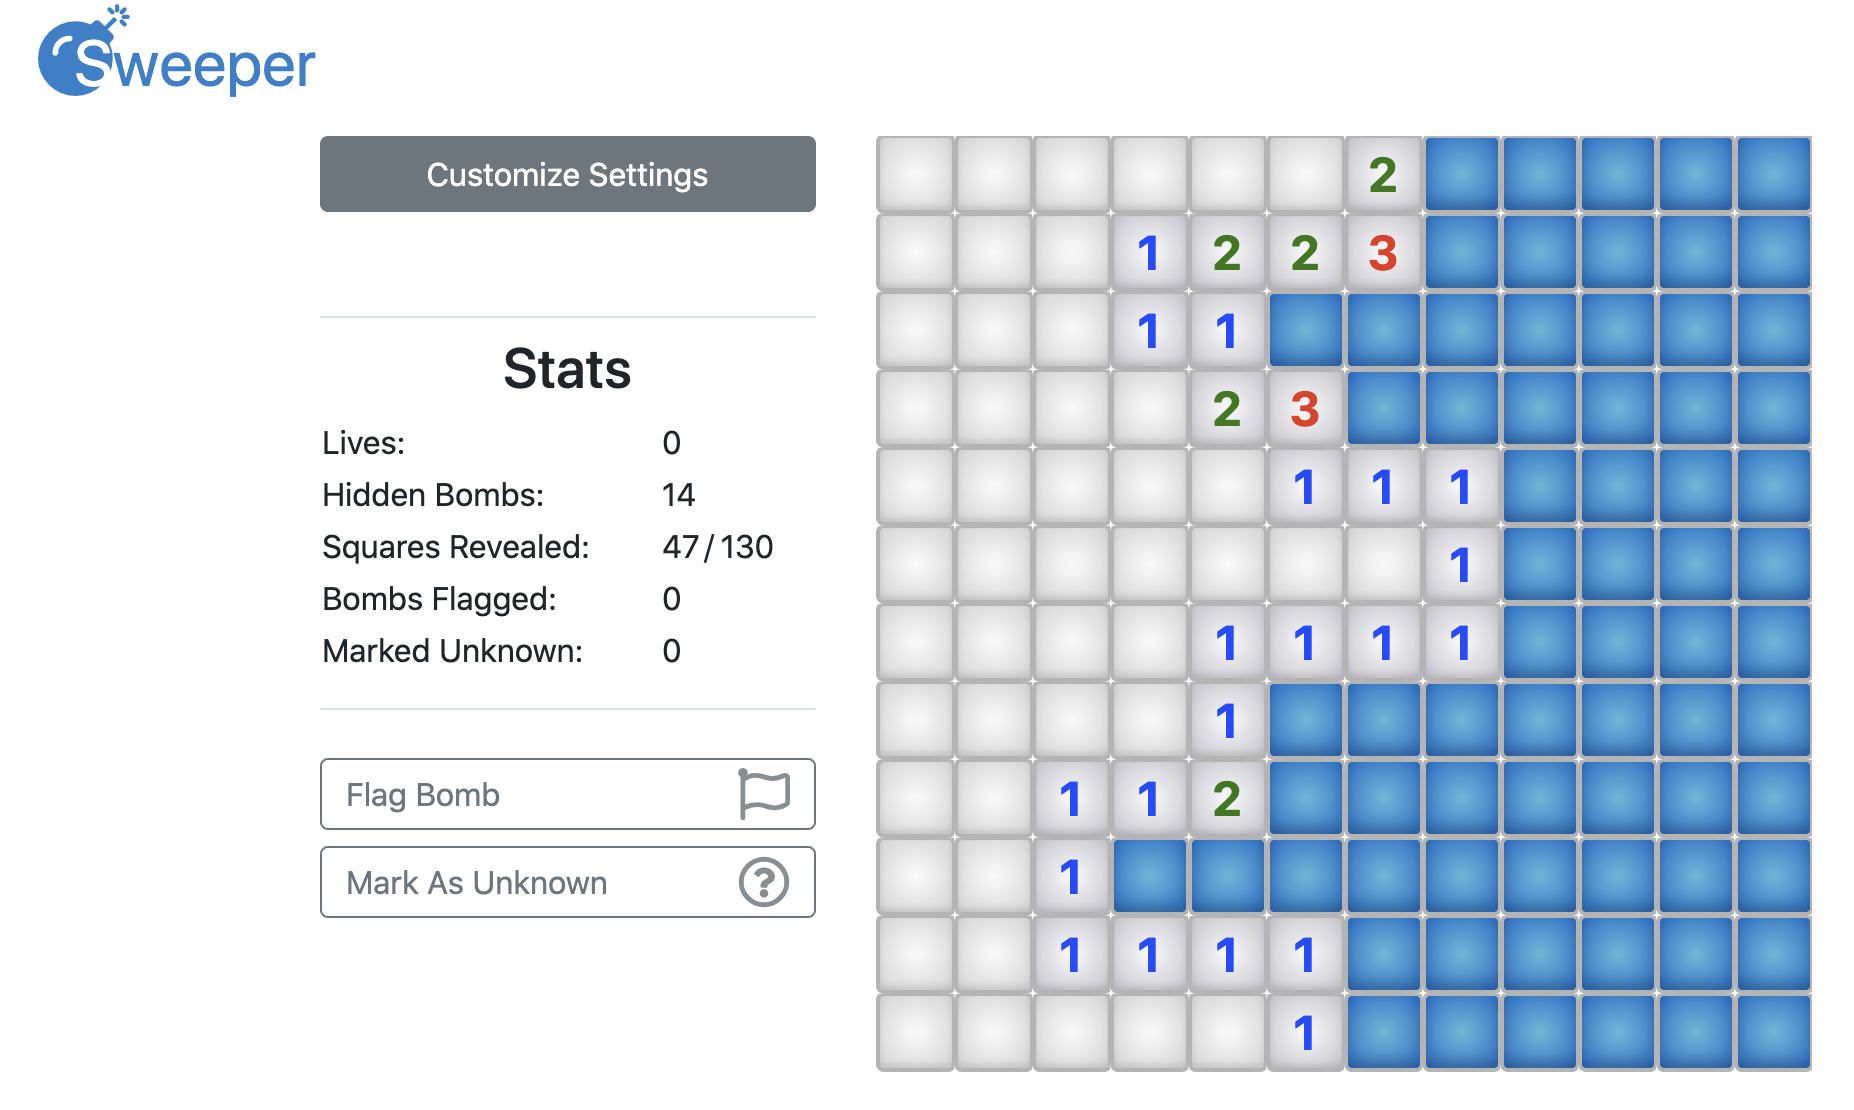 Sweeper
Customize Settings
Stats
Lives: 0
Hidden Bombs: 14
Squares Revealed: 47 / 130
Bombs Flagged: 0
Marked Unknown: 0
Flag Bomb
Mark As Unknown ?
2
1 2 2 3
1 1
2 3
1 1 1
1
1 1 1 1
1
1 1 2
1
1 1 1 1
1